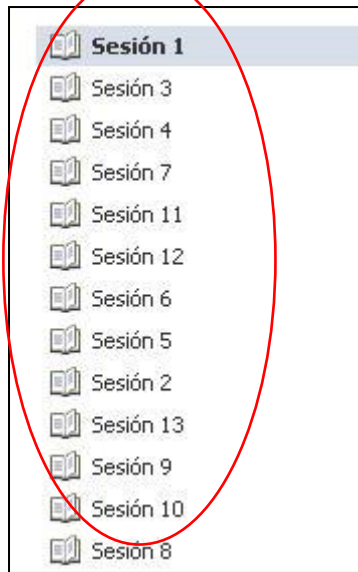 Sesión 1
Sesión 3
Sesión 4
Sesión 7
Sesión 11
Sesión 12
Sesión 6
Sesión 5
Sesión 2
Sesión 13
Sesión 9
Sesión 10
Sesión 8